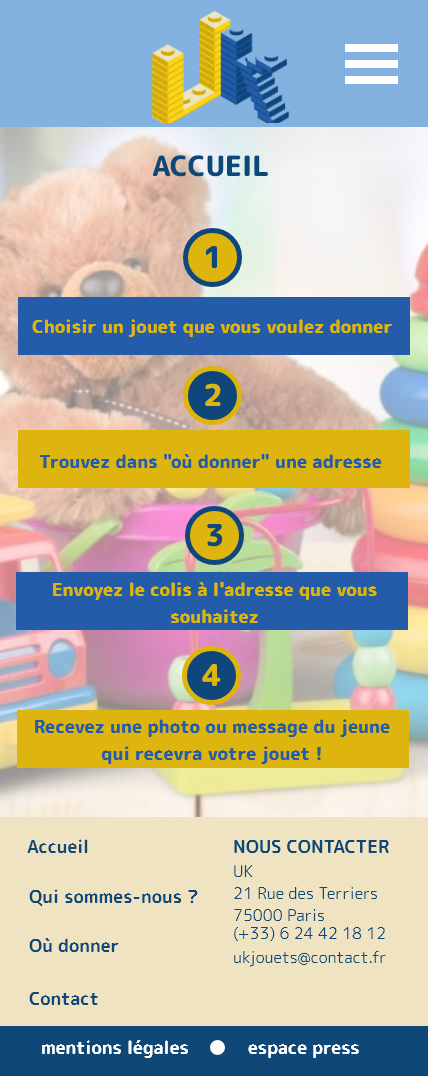 UK
ACCUEIL
1
Choisir un jouet que vous voulez donner
2
Trouvez dans "où donner" une adresse
3
Envoyez le colis à l'adresse que vous
souhaitez
4
Recevez une photo ou message du jeune
qui recevra votre jouet !
Accueil
Qui sommes-nous ?
Où donner
Contact
NOUS CONTACTER
UK
21 Rue des Terriers
75000 Paris
(+33) 6 24 42 18 12
ukjouets@contact.fr
mentions légales
espace press